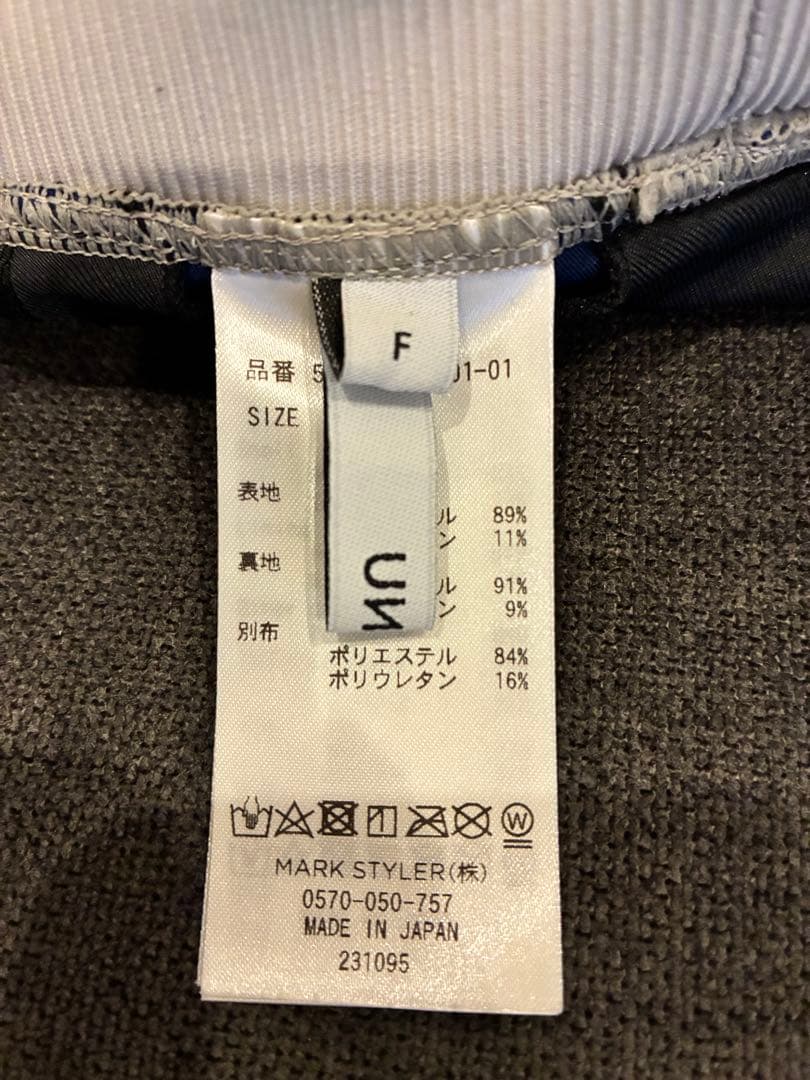 F
品番 5 01-01
SIZE
表地
ル 89%
ン 11%
裏地
ル 91%
ン 9%
別布
ポリエステル 84%
ポリウレタン 16%
UN
W
MARK STYLER(株)
0570-050-757
MADE IN JAPAN
231095